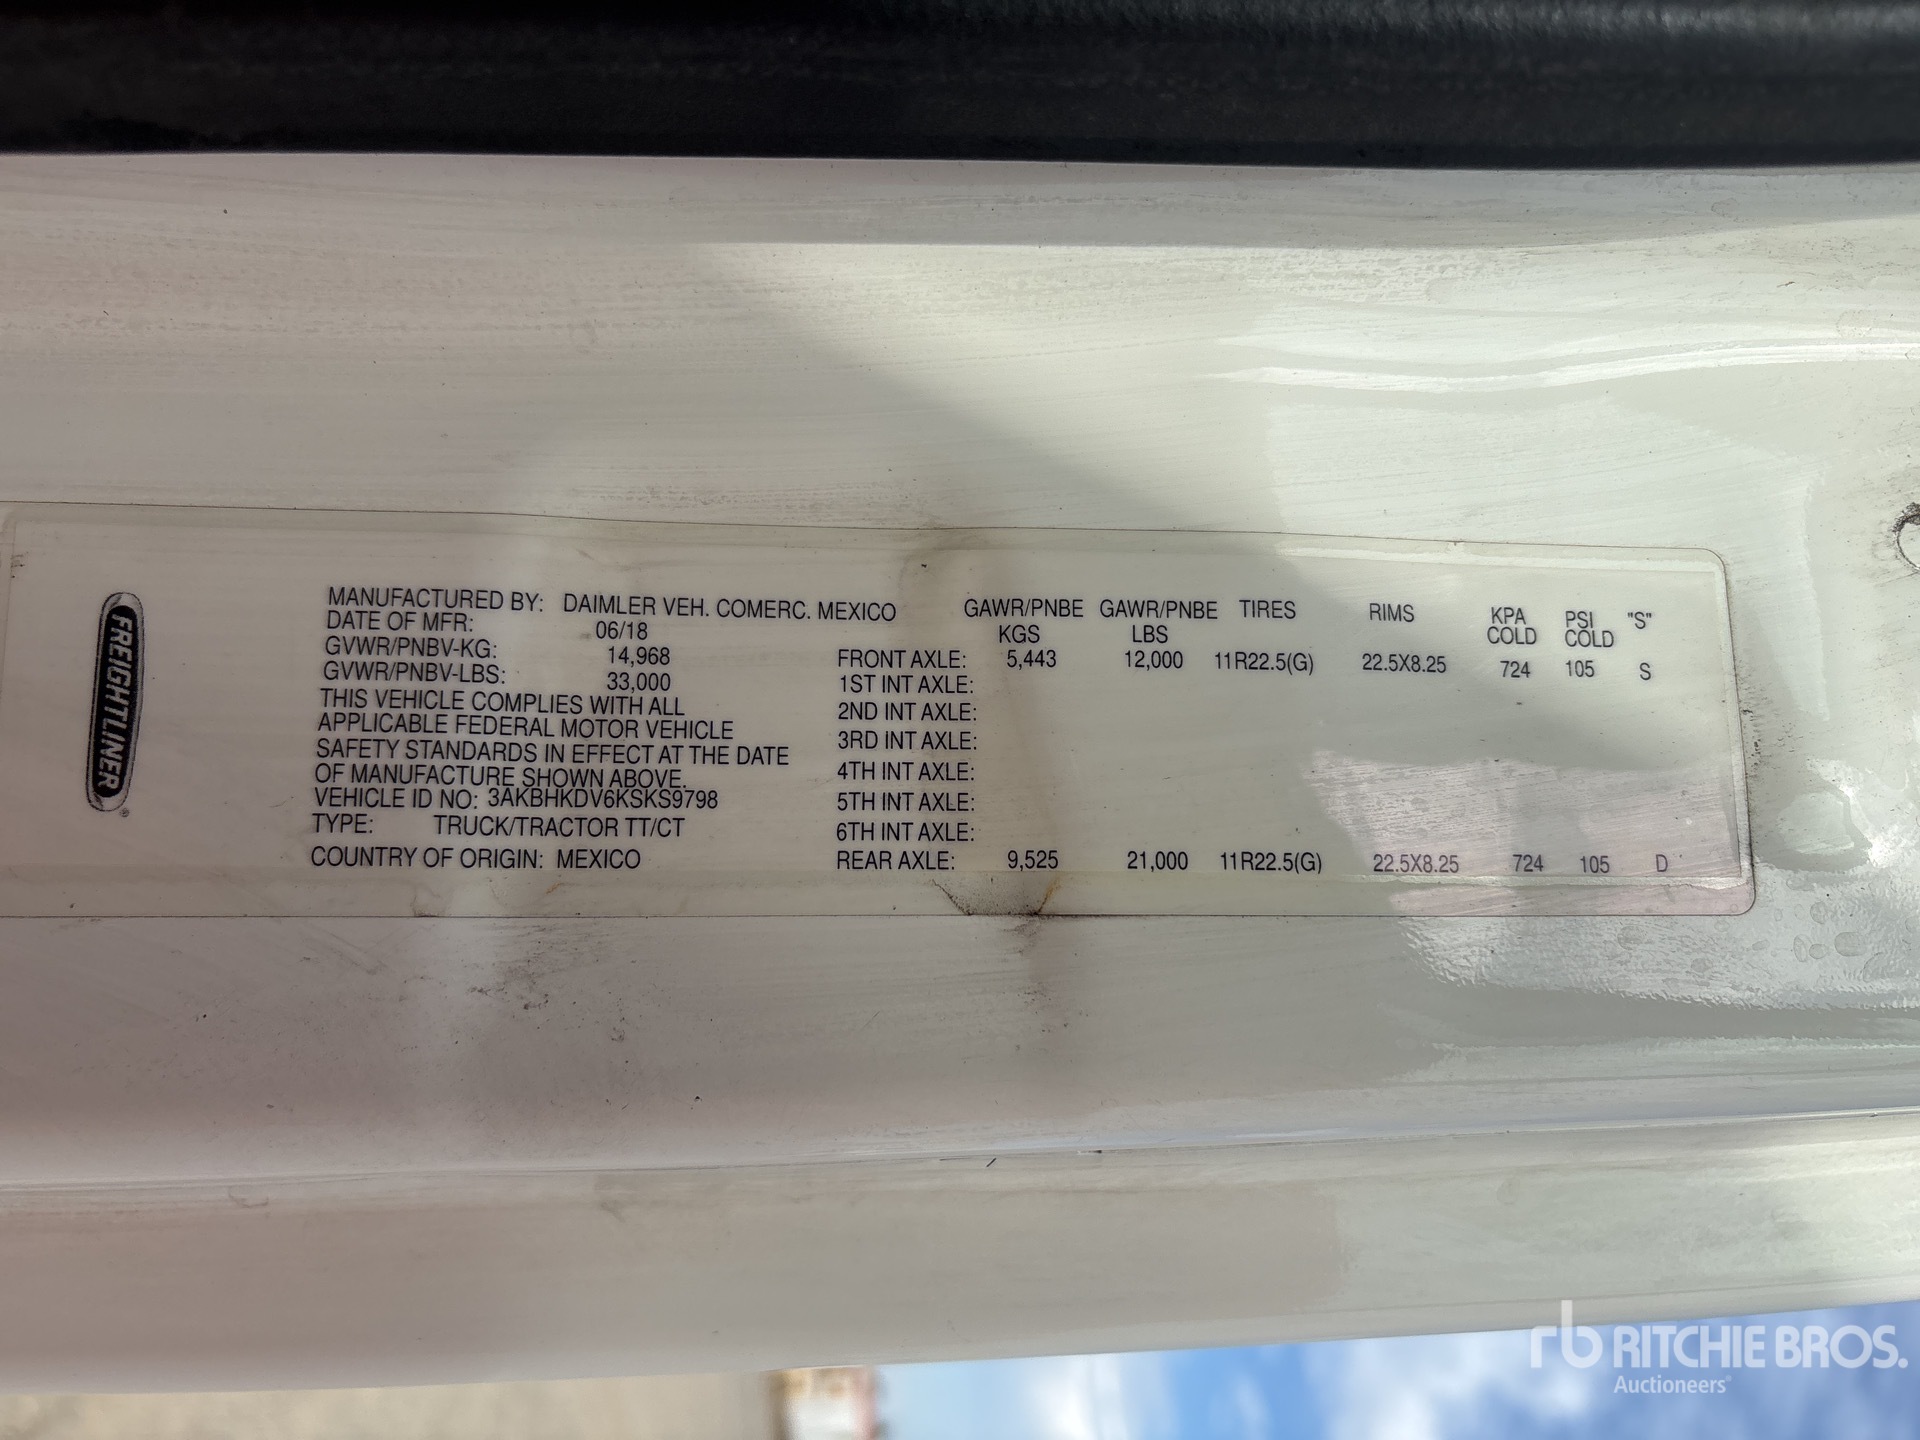 FREIGHTLINER®
MANUFACTURED BY: DAIMLER VEH. COMERC. MEXICO
DATE OF MFR: 06/18
GVWR/PNBV-KG: 14,968
GVWR/PNBV-LBS: 33,000
THIS VEHICLE COMPLIES WITH ALL
APPLICABLE FEDERAL MOTOR VEHICLE
SAFETY STANDARDS IN EFFECT AT THE DATE
OF MANUFACTURE SHOWN ABOVE.
VEHICLE ID NO: 3AKBHKDV6KSKS9798
TYPE: TRUCK/TRACTOR TT/CT
COUNTRY OF ORIGIN: MEXICO
GAWR/PNBE GAWR/PNBE TIRES RIMS KPA PSI "S"
KGS LBS COLD COLD
FRONT AXLE: 5,443 12,000 11R22.5(G) 22.5X8.25 724 105 S
1ST INT AXLE:
2ND INT AXLE:
3RD INT AXLE:
4TH INT AXLE:
5TH INT AXLE:
6TH INT AXLE:
REAR AXLE: 9,525 21,000 11R22.5(G) 22.5X8.25 724 105 D
rb RITCHIE BROS.
Auctioneers